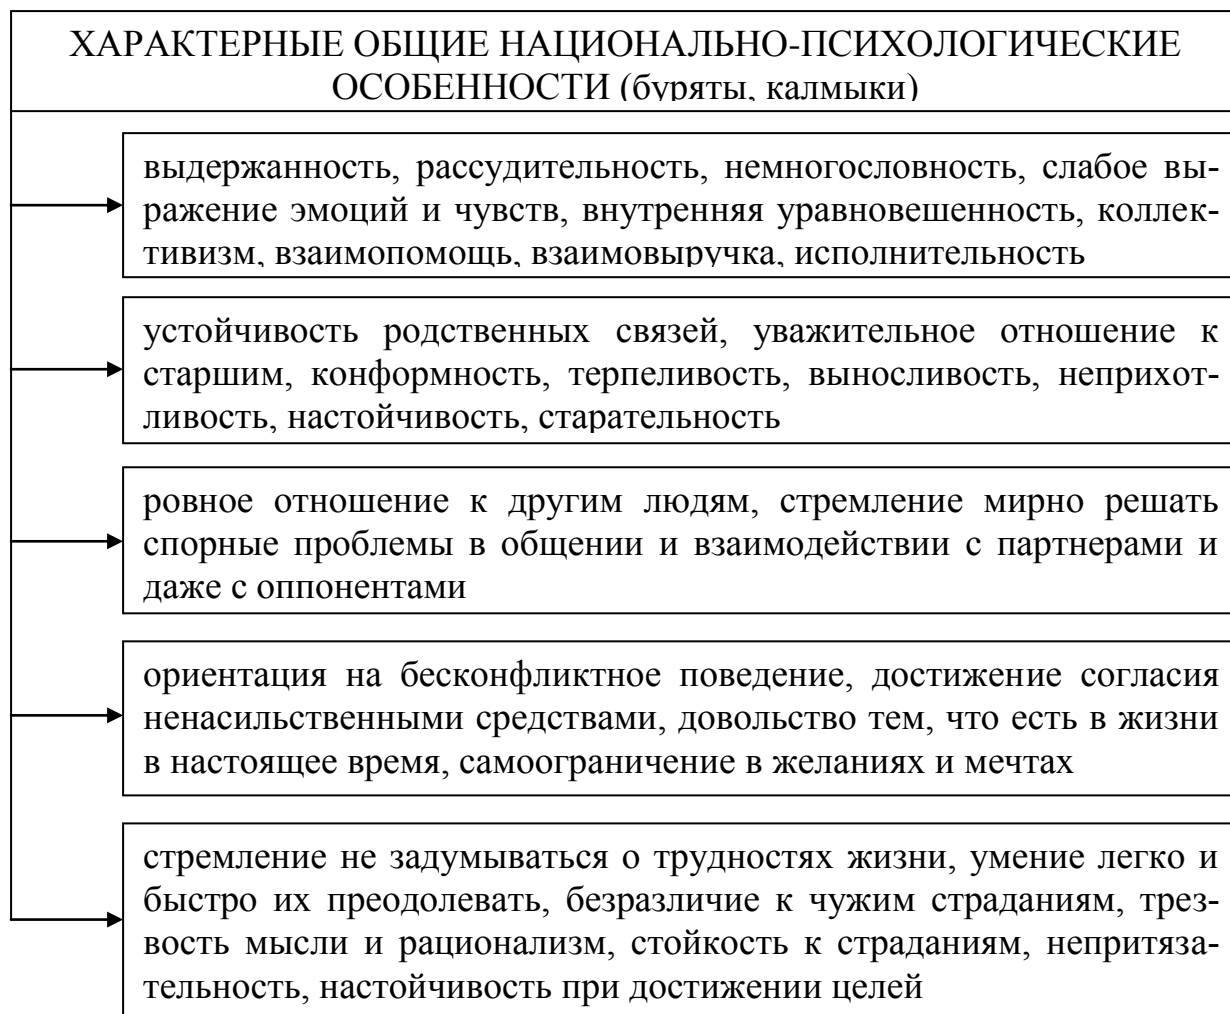 ХАРАКТЕРНЫЕ ОБЩИЕ НАЦИОНАЛЬНО-ПСИХОЛОГИЧЕСКИЕ
ОСОБЕННОСТИ (буряты, калмыки)
выдержанность, рассудительность, немногословность, слабое вы-
ражение эмоций и чувств, внутренняя уравновешенность, коллек-
тивизм, взаимопомощь, взаимовыручка, исполнительность
устойчивость родственных связей, уважительное отношение к
старшим, конформность, терпеливость, выносливость, неприхот-
ливость, настойчивость, старательность
ровное отношение к другим людям, стремление мирно решать
спорные проблемы в общении и взаимодействии с партнерами и
даже с оппонентами
ориентация на бесконфликтное поведение, достижение согласия
ненасильственными средствами, довольство тем, что есть в жизни
в настоящее время, самоограничение в желаниях и мечтах
стремление не задумываться о трудностях жизни, умение легко и
быстро их преодолевать, безразличие к чужим страданиям, трез-
вость мысли и рационализм, стойкость к страданиям, непритяза-
тельность, настойчивость при достижении целей